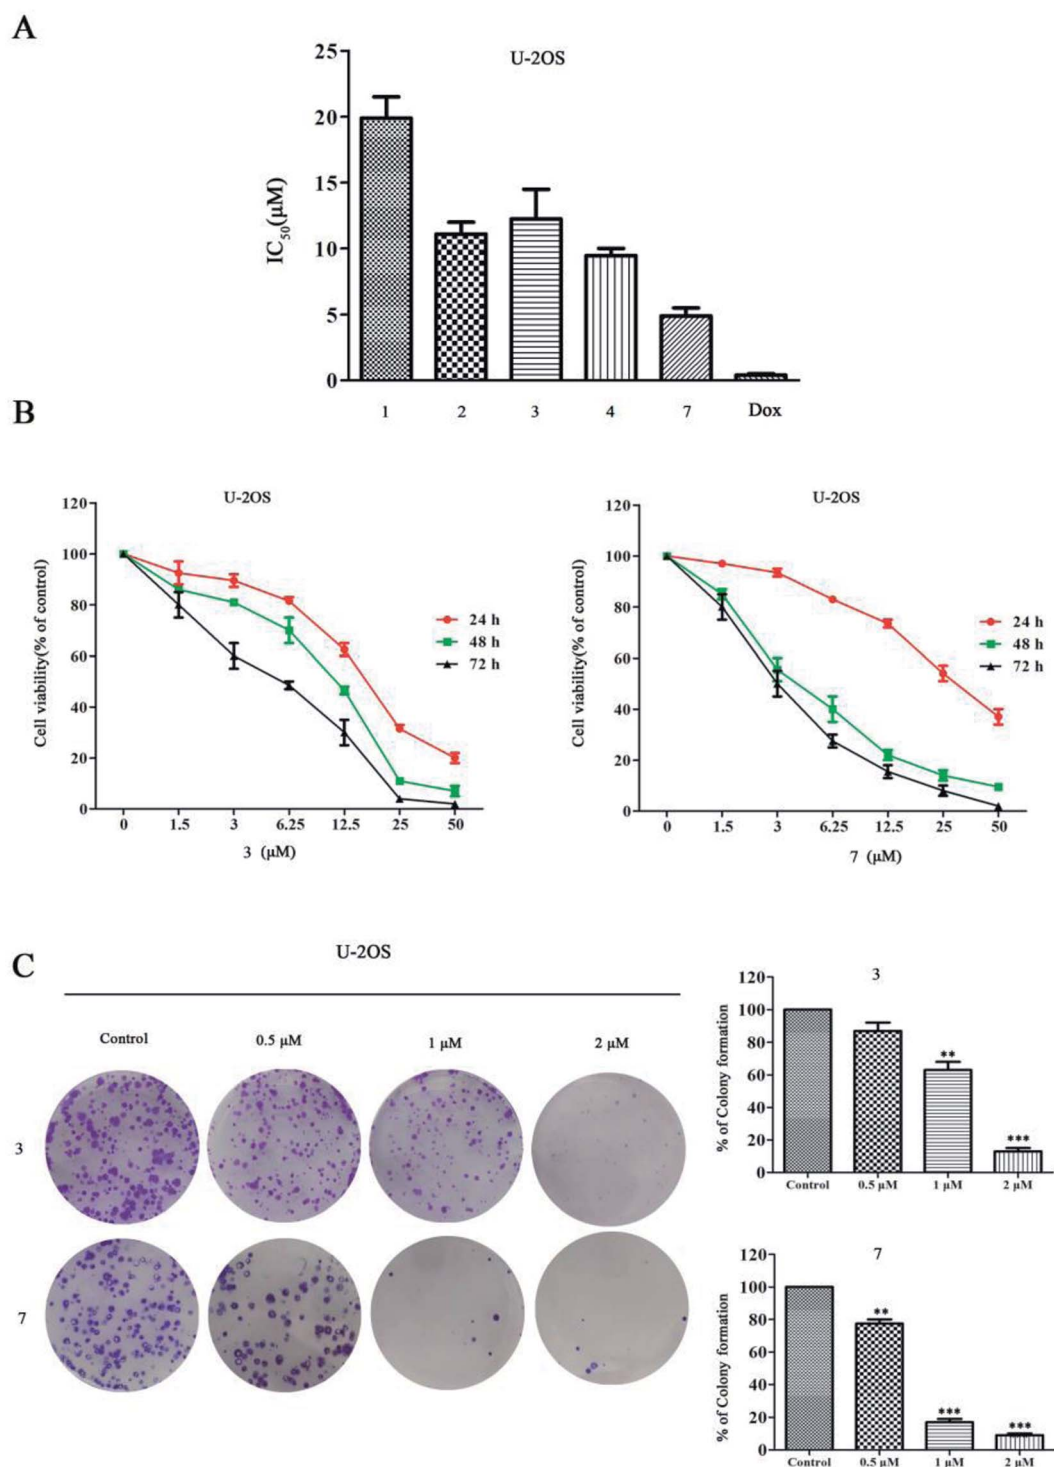 A
U-2OS
25
20
15
10
5
0
IC50(µM)
1 2 3 4 7 Dox
B
U-2OS
120
100
80
60
40
20
0
Cell viability(% of control)
24 h
48 h
72 h
0 1.5 3 6.25 12.5 25 50
3 (µM)
U-2OS
120
100
80
60
40
20
0
Cell viability(% of control)
24 h
48 h
72 h
0 1.5 3 6.25 12.5 25 50
7 (µM)
C
U-2OS
Control 0.5 µM 1 µM 2 µM
3
7
3
120
100
80
60
40
20
0
% of Colony formation
**
***
Control 0.5 µM 1 µM 2 µM
7
120
100
80
60
40
20
0
% of Colony formation
**
***
***
Control 0.5 µM 1 µM 2 µM